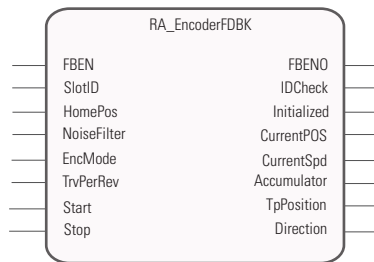 RA_EncoderFDBK
FBEN FBENO
SlotID IDCheck
HomePos Initialized
NoiseFilter CurrentPOS
EncMode CurrentSpd
TrvPerRev Accumulator
Start TpPosition
Stop Direction